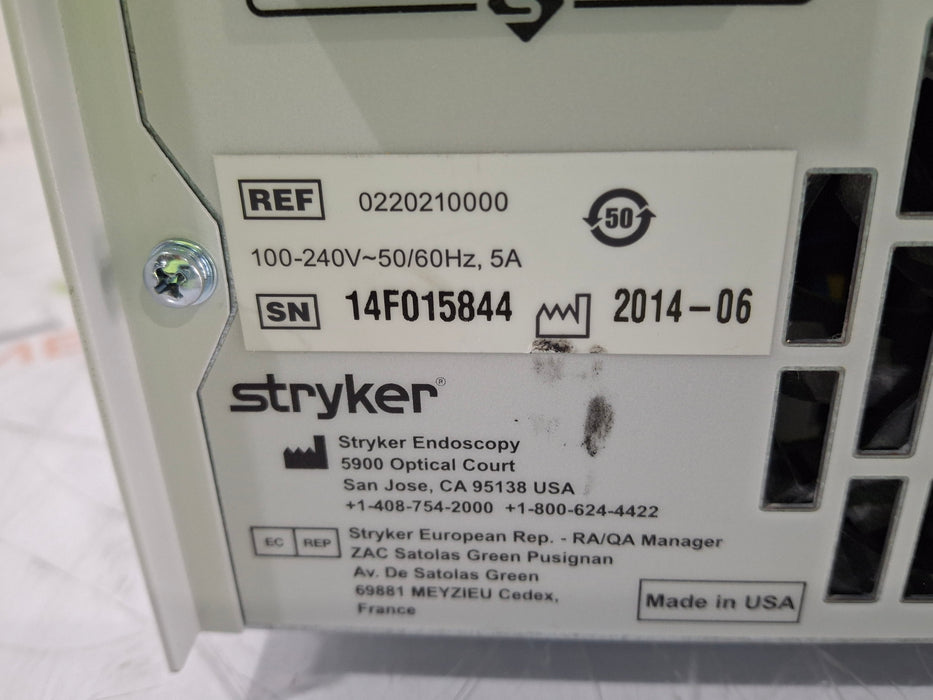 REF 0220210000
50
100-240V~50/60Hz, 5A
SN 14F015844 2014-06
stryker®
Stryker Endoscopy
5900 Optical Court
San Jose, CA 95138 USA
+1-408-754-2000 +1-800-624-4422
EC REP Stryker European Rep. - RA/QA Manager
ZAC Satolas Green Pusignan
Av. De Satolas Green
69881 MEYZIEU Cedex,
France
Made in USA